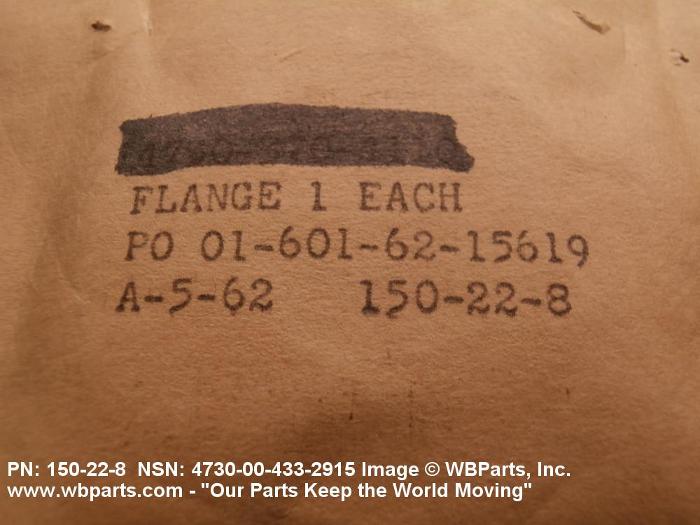 FLANGE 1 EACH
PO 01-601-62-15619
A-5-62 150-22-8
PN: 150-22-8 NSN: 4730-00-433-2915 Image © WBParts, Inc.
www.wbparts.com - "Our Parts Keep the World Moving"